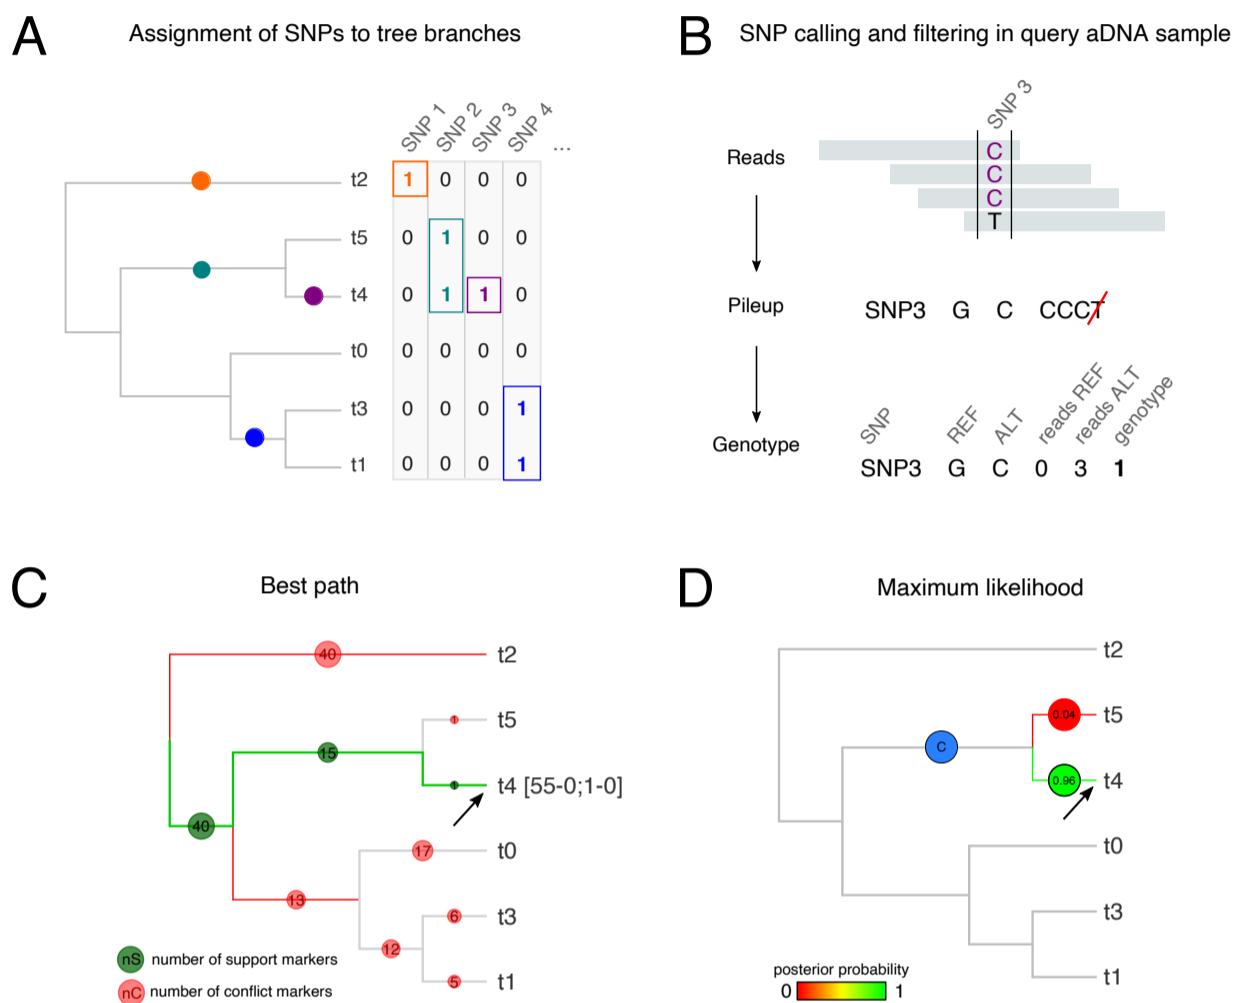 A
Assignment of SNPs to tree branches
SNP 1 SNP 2 SNP 3 SNP 4 ...
t2 1 0 0 0
t5 0 1 0 0
t4 0 1 1 0
t0 0 0 0 0
t3 0 0 0 1
t1 0 0 0 1
B
SNP calling and filtering in query aDNA sample
SNP 3
Reads
C
C
C
T
Pileup
SNP3 G C CCCT
Genotype
SNP REF ALT reads REF reads ALT genotype
SNP3 G C 0 3 1
C
Best path
40 t2
1 t5
15
1 t4 [55-0;1-0]
40
17 t0
13
6 t3
12
5 t1
nS number of support markers
nC number of conflict markers
D
Maximum likelihood
t2
0.04 t5
C
0.96 t4
t0
t3
t1
posterior probability
0 1